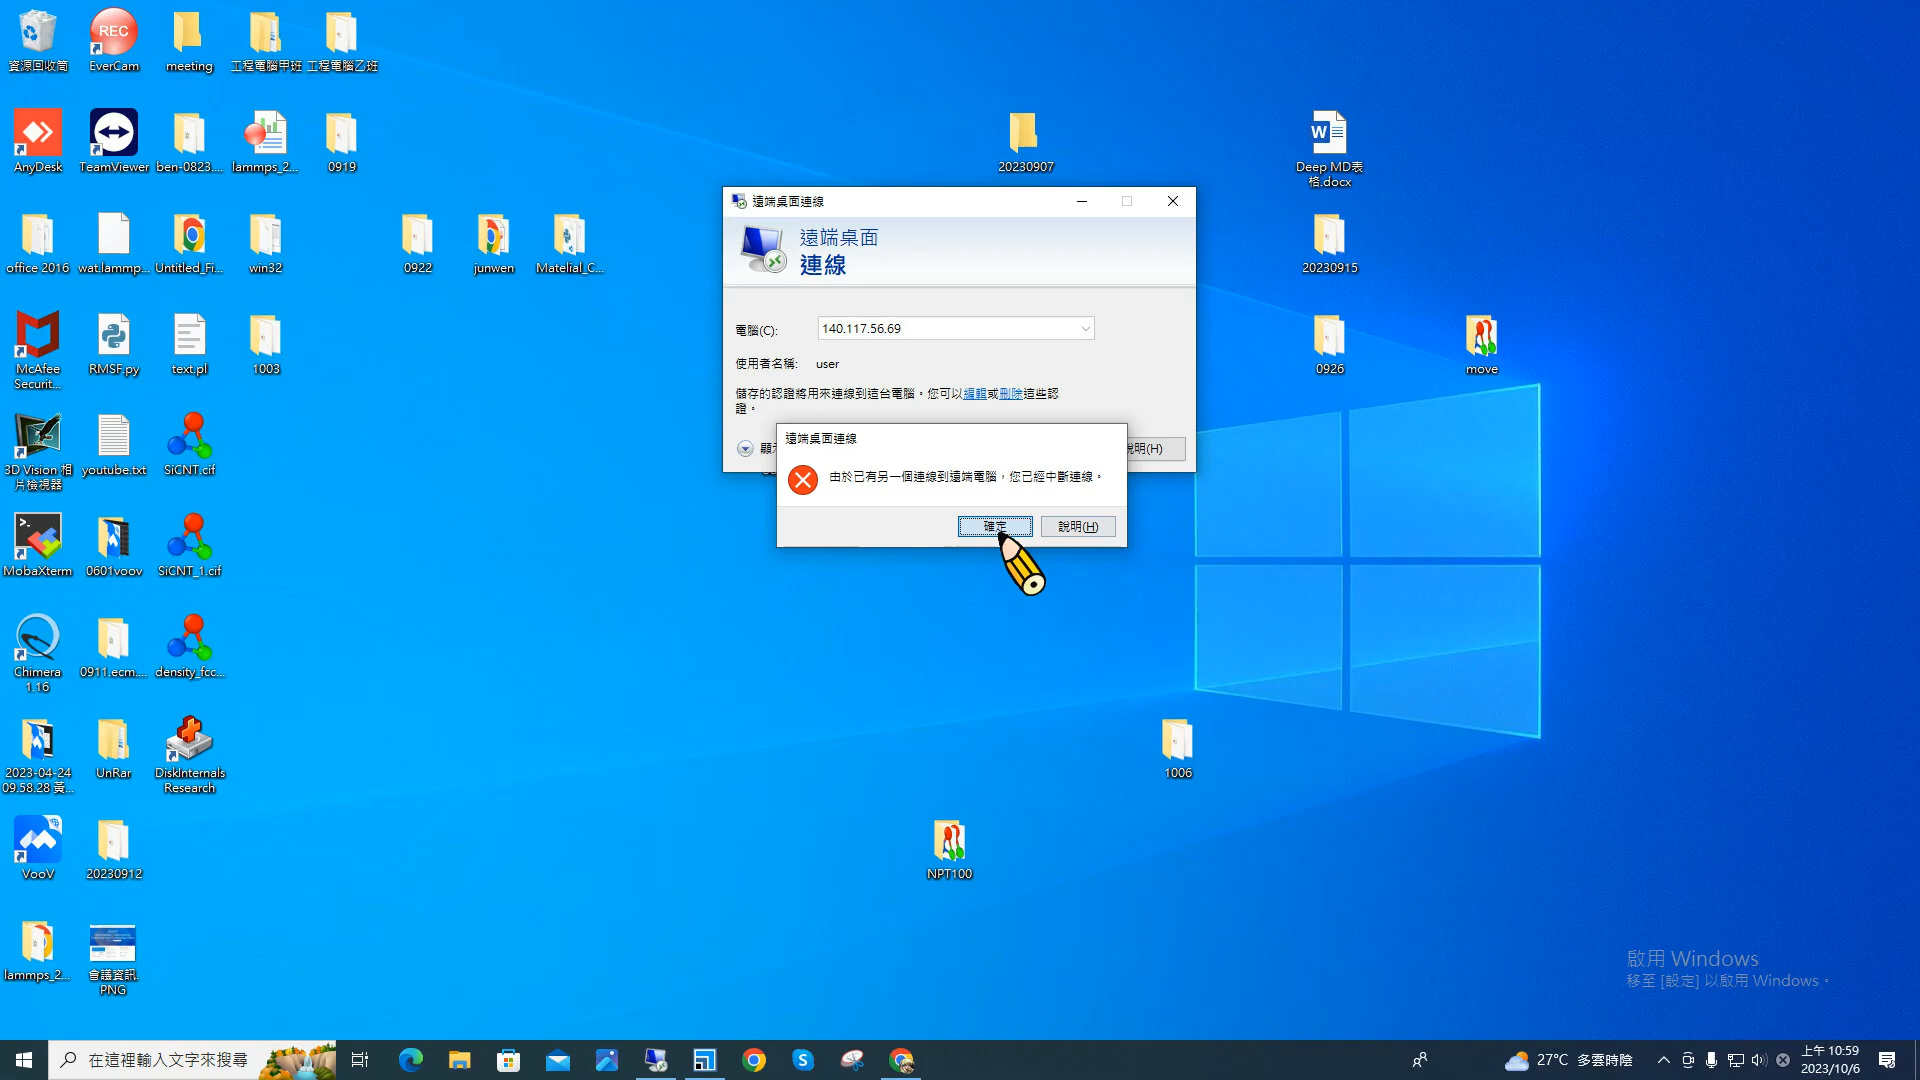 資源回收筒
REC
EverCam
meeting
工程電腦甲班
工程電腦乙班
AnyDesk
TeamViewer
ben-0823....
lammps_2...
0919
20230907
Deep MD表
格.docx
office 2016
wat.lammp...
Untitled_Fi...
win32
0922
junwen
Matelial_C...
20230915
McAfee
Securit...
RMSF.py
text.pl
1003
0926
move
3D Vision 相
片檢視器
youtube.txt
SiCNT.cif
MobaXterm
0601voov
SiCNT_1.cif
Chimera
1.16
0911.ecm....
density_fcc...
2023-04-24
09.58.28 黃...
UnRar
DiskInternals
Research
1006
VooV
20230912
NPT100
lammps_2...
會議資訊.
PNG
遠端桌面連線
遠端桌面
連線
電腦(C):
140.117.56.69
使用者名稱:
user
儲存的認證將用來連線到這台電腦。您可以編輯或刪除這些認
證。
說明(H)
遠端桌面連線
由於已有另一個連線到遠端電腦，您已經中斷連線。
確定
說明(H)
啟用 Windows
移至 [設定] 以啟用 Windows。
在這裡輸入文字來搜尋
27°C 多雲時陰
上午 10:59
2023/10/6